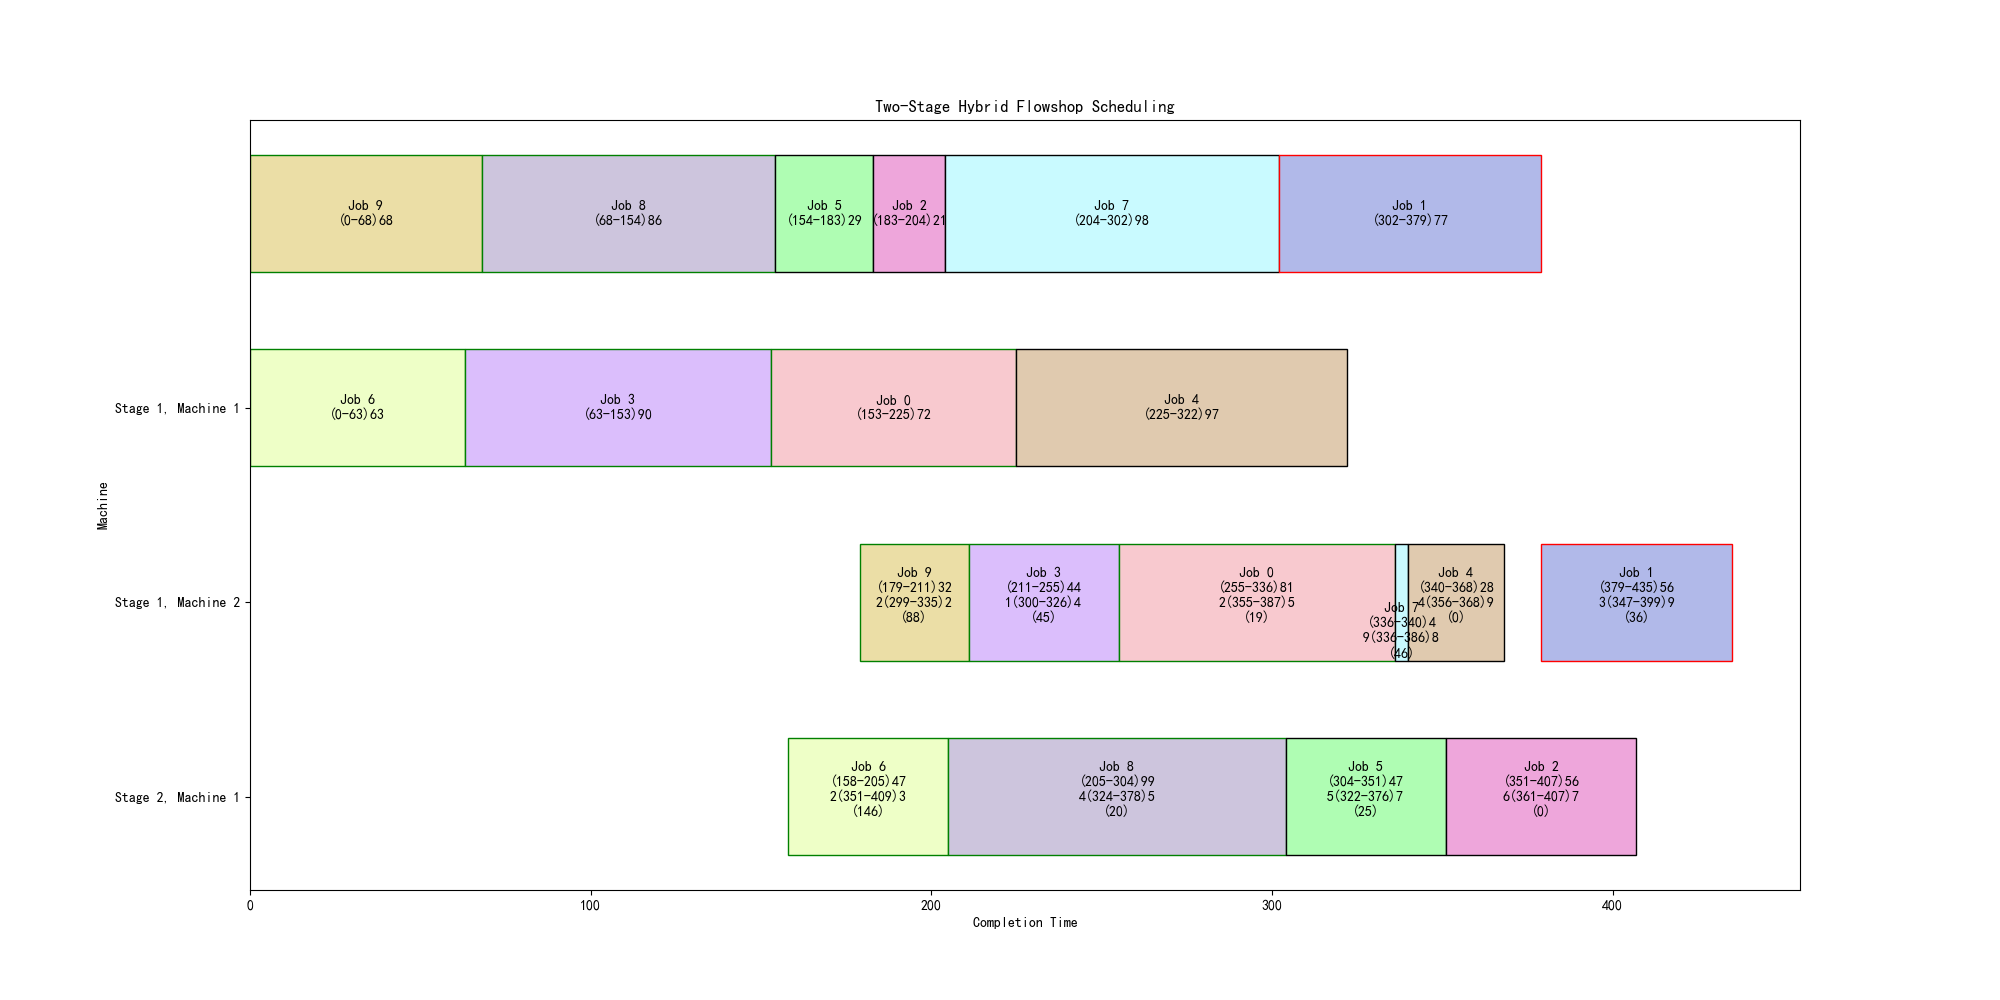 Two-Stage Hybrid Flowshop Scheduling
Job 9
(0-68)68
Job 8
(68-154)86
Job 5
(154-183)29
Job 2
(183-204)21
Job 7
(204-302)98
Job 1
(302-379)77
Stage 1, Machine 1
Job 6
(0-63)63
Job 3
(63-153)90
Job 0
(153-225)72
Job 4
(225-322)97
Machine
Stage 1, Machine 2
Job 9
(179-211)32
2(299-335)2
(88)
Job 3
(211-255)44
1(300-326)4
(45)
Job 0
(255-336)81
2(355-387)5
(19)
Job 7
(336-340)4
9(336-386)8
(46)
Job 4
(340-368)28
4(356-368)9
(0)
Job 1
(379-435)56
3(347-399)9
(36)
Stage 2, Machine 1
Job 6
(158-205)47
2(351-409)3
(146)
Job 8
(205-304)99
4(324-378)5
(20)
Job 5
(304-351)47
5(322-376)7
(25)
Job 2
(351-407)56
6(361-407)7
(0)
0 100 200 300 400
Completion Time